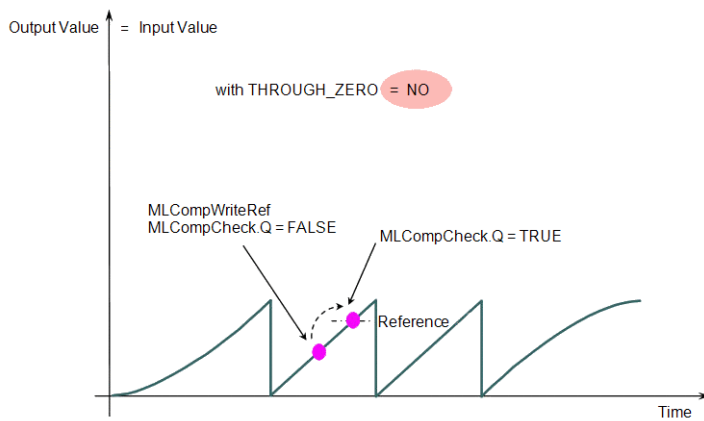 Output Value = Input Value
with THROUGH_ZERO = NO
MLCompWriteRef
MLCompCheck.Q = FALSE
MLCompCheck.Q = TRUE
Reference
Time